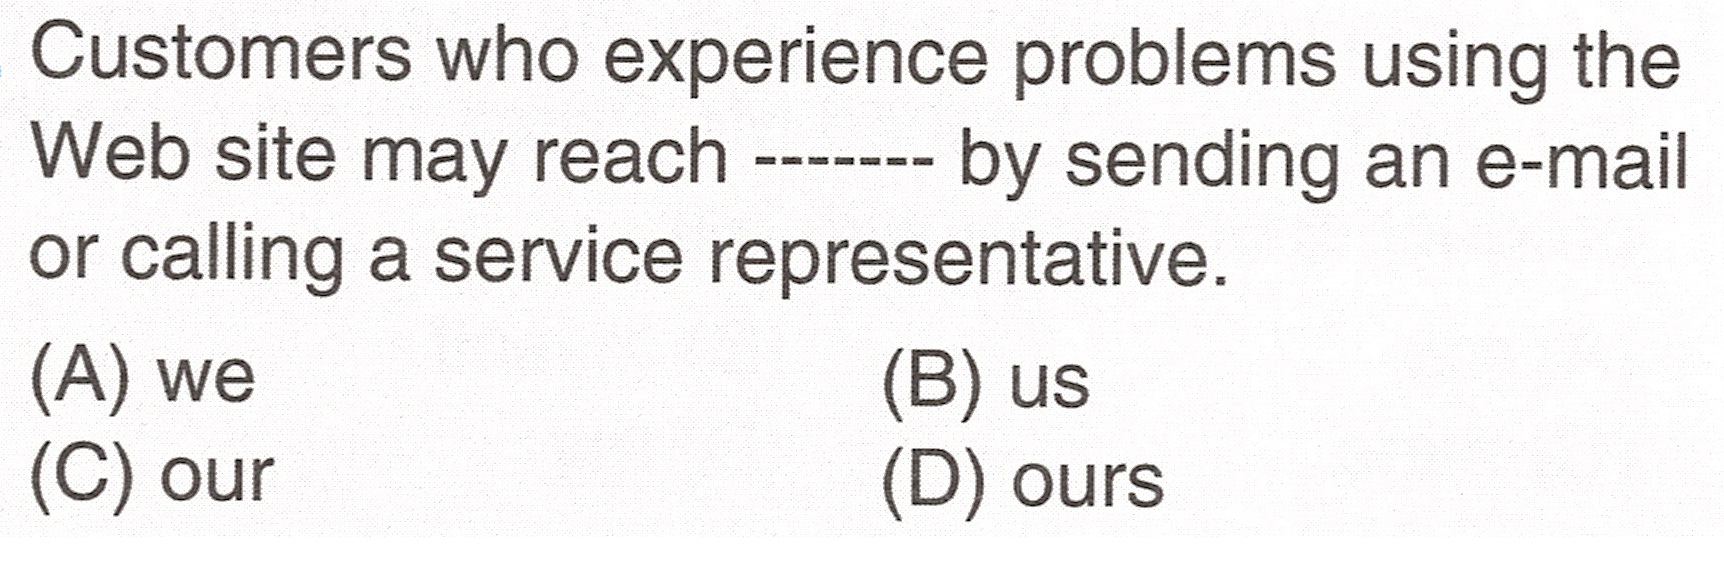 Customers who experience problems using the
Web site may reach ------- by sending an e-mail
or calling a service representative.
(A) we (B) us
(C) our (D) ours